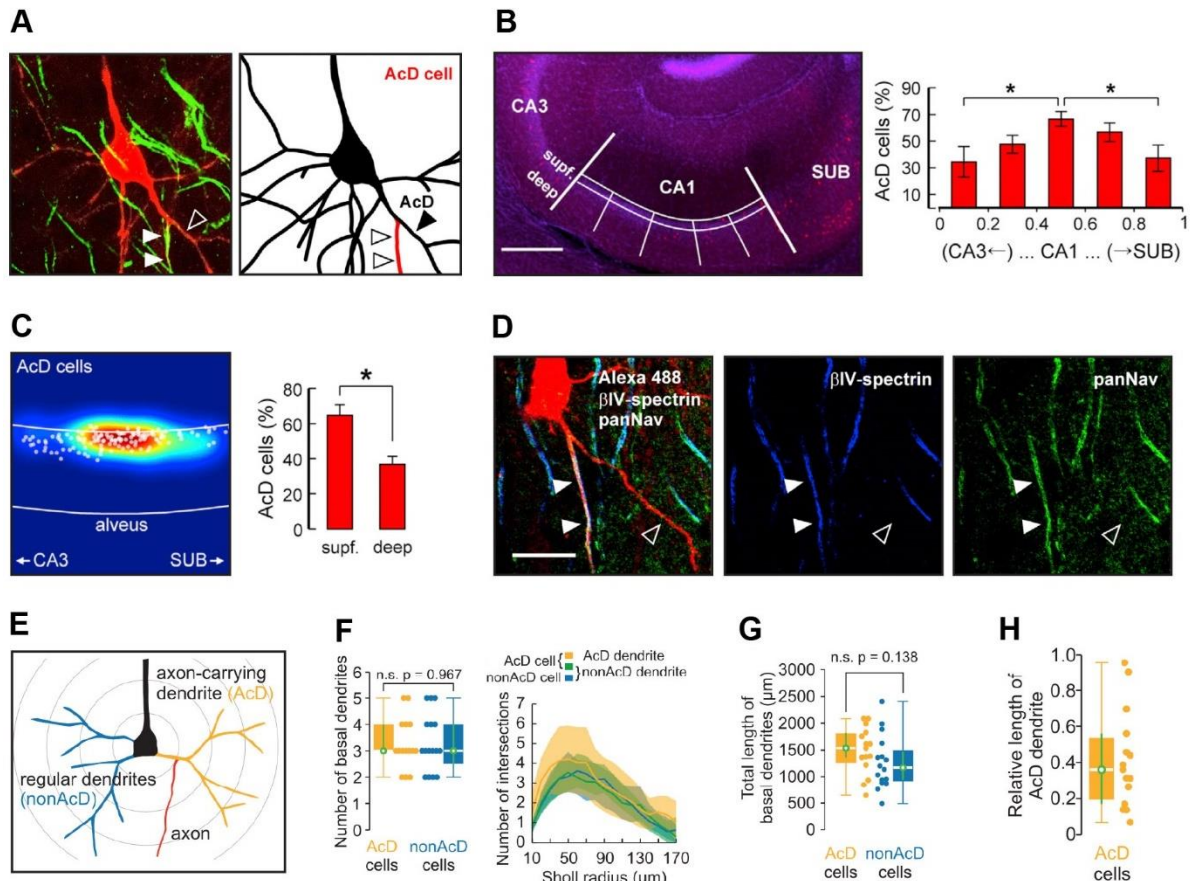 A
AcD cell
AcD
B
CA3
supf.
deep
CA1
SUB
AcD cells (%)
90
70
50
30
10
*
*
0
0.2
0.4
0.6
0.8
1
(CA3←) ... CA1 ... (→SUB)
C
AcD cells
alveus
← CA3
SUB →
AcD cells (%)
80
60
40
20
0
*
supf.
deep
D
Alexa 488
βIV-spectrin
panNav
βIV-spectrin
panNav
E
axon-carrying
dendrite (AcD)
regular dendrites
(nonAcD)
axon
F
Number of basal dendrites
6
5
4
3
2
1
0
n.s. p = 0.967
AcD
cells
nonAcD
cells
AcD cell
nonAcD cell
AcD dendrite
nonAcD dendrite
Number of intersections
7
6
5
4
3
2
1
0
10
50
90
130
170
Sholl radius (µm)
G
n.s. p = 0.138
Total length of
basal dendrites (µm)
3000
2500
2000
1500
1000
500
0
AcD
cells
nonAcD
cells
H
Relative length of
AcD dendrite
1.0
0.8
0.6
0.4
0.2
0
AcD
cells